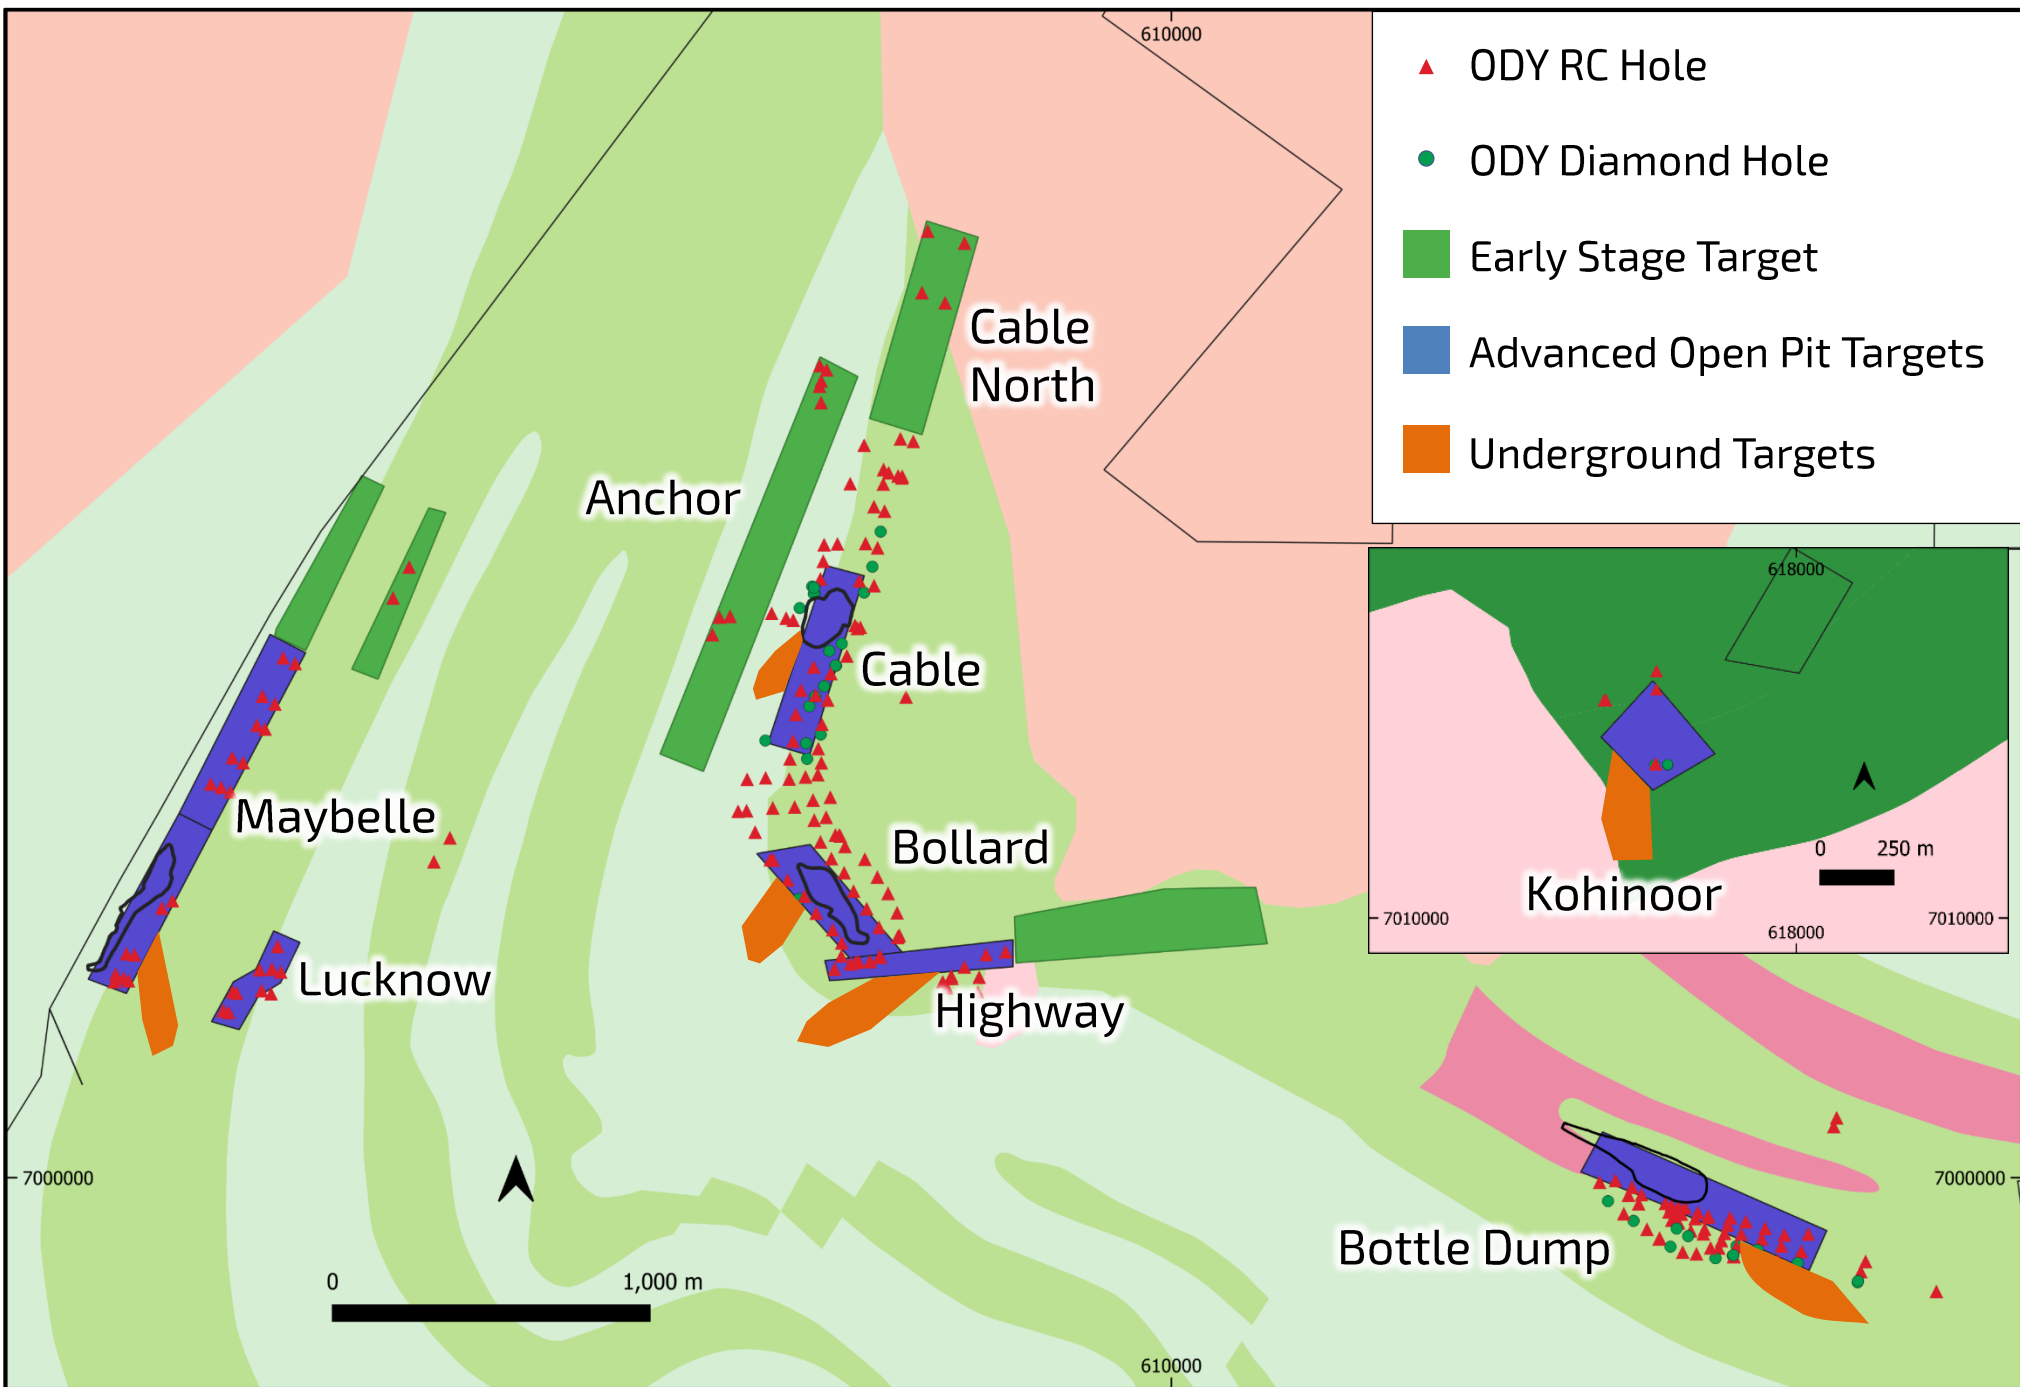 610000
ODY RC Hole
ODY Diamond Hole
Early Stage Target
Advanced Open Pit Targets
Underground Targets
Cable
North
Anchor
618000
Cable
Maybelle
Bollard
0 250 m
Kohinoor
7010000
7010000
618000
Lucknow
Highway
7000000
7000000
Bottle Dump
0 1,000 m
610000